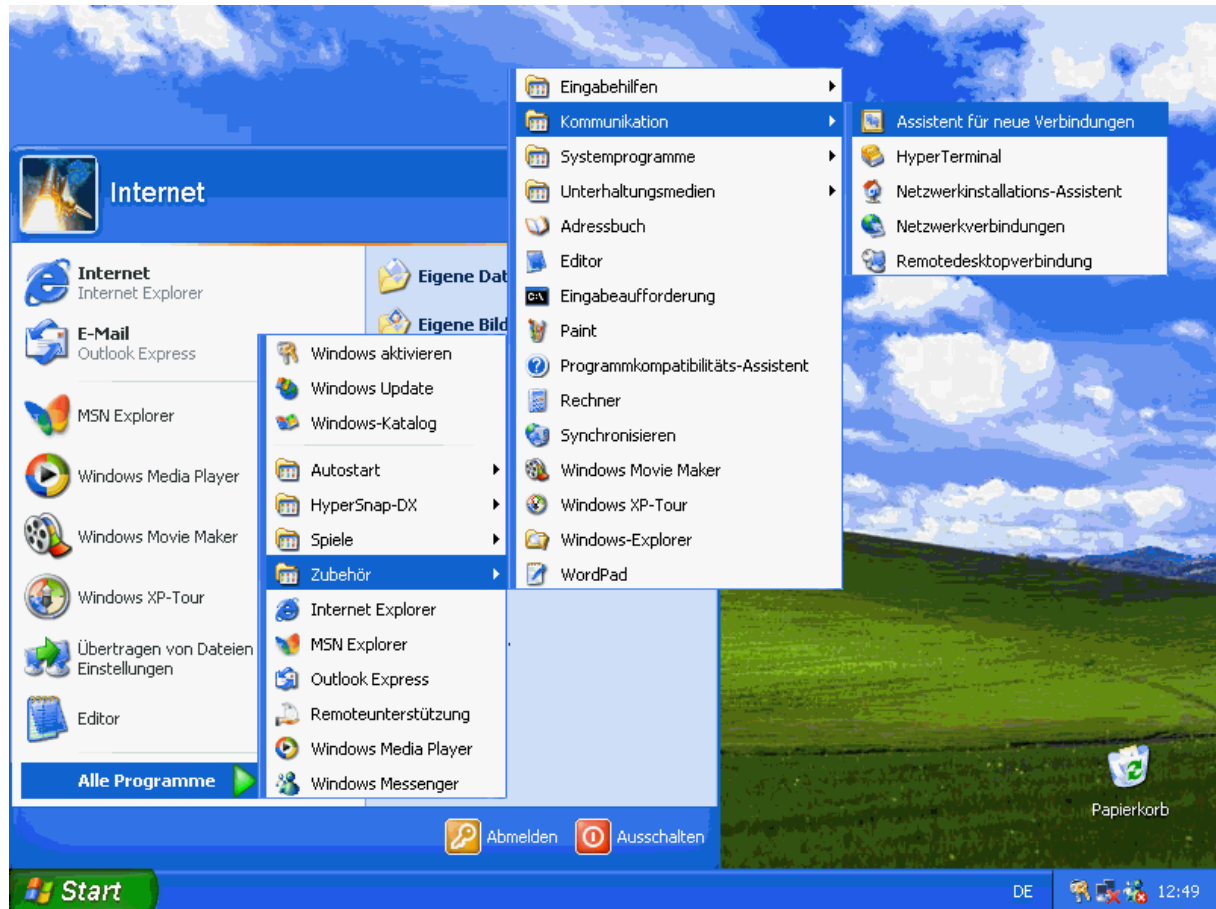 Internet
Internet
Internet Explorer
E-Mail
Outlook Express
MSN Explorer
Windows Media Player
Windows Movie Maker
Windows XP-Tour
Übertragen von Dateien
Einstellungen
Editor
Alle Programme
Eigene Dat
Eigene Bild
Windows aktivieren
Windows Update
Windows-Katalog
Autostart
HyperSnap-DX
Spiele
Zubehör
Internet Explorer
MSN Explorer
Outlook Express
Remoteunterstützung
Windows Media Player
Windows Messenger
Eingabehilfen
Kommunikation
Systemprogramme
Unterhaltungsmedien
Adressbuch
Editor
Eingabeaufforderung
Paint
Programmkompatibilitäts-Assistent
Rechner
Synchronisieren
Windows Movie Maker
Windows XP-Tour
Windows-Explorer
WordPad
Assistent für neue Verbindungen
HyperTerminal
Netzwerkinstallations-Assistent
Netzwerkverbindungen
Remotedesktopverbindung
Papierkorb
Abmelden
Ausschalten
Start
DE
12:49